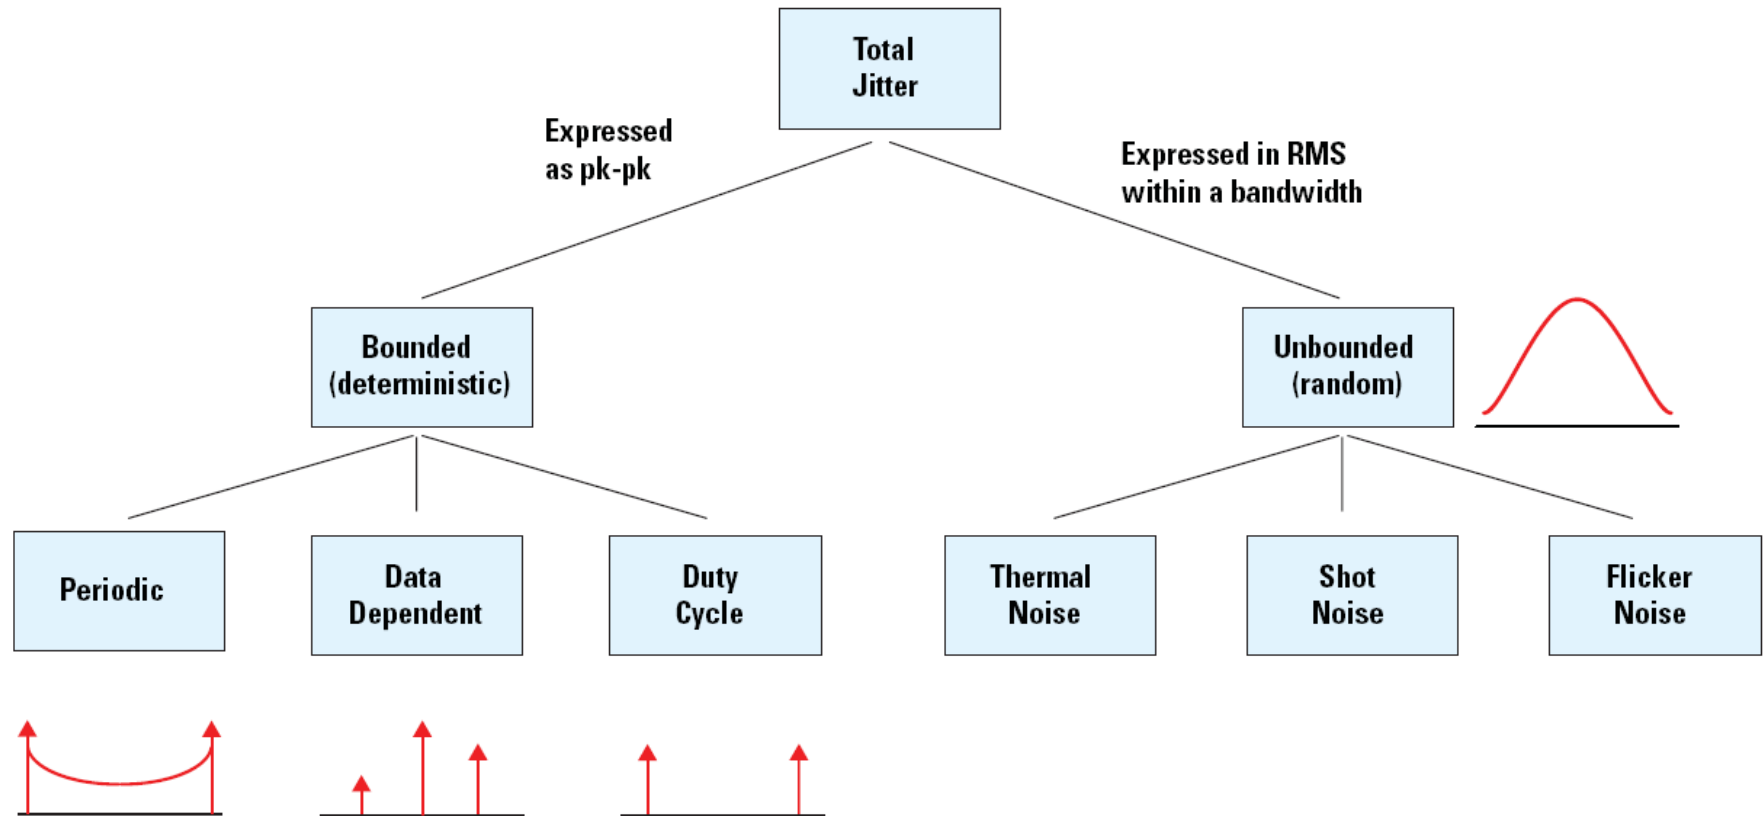 Total
Jitter
Expressed
as pk-pk
Expressed in RMS
within a bandwidth
Bounded
(deterministic)
Unbounded
(random)
Periodic
Data
Dependent
Duty
Cycle
Thermal
Noise
Shot
Noise
Flicker
Noise